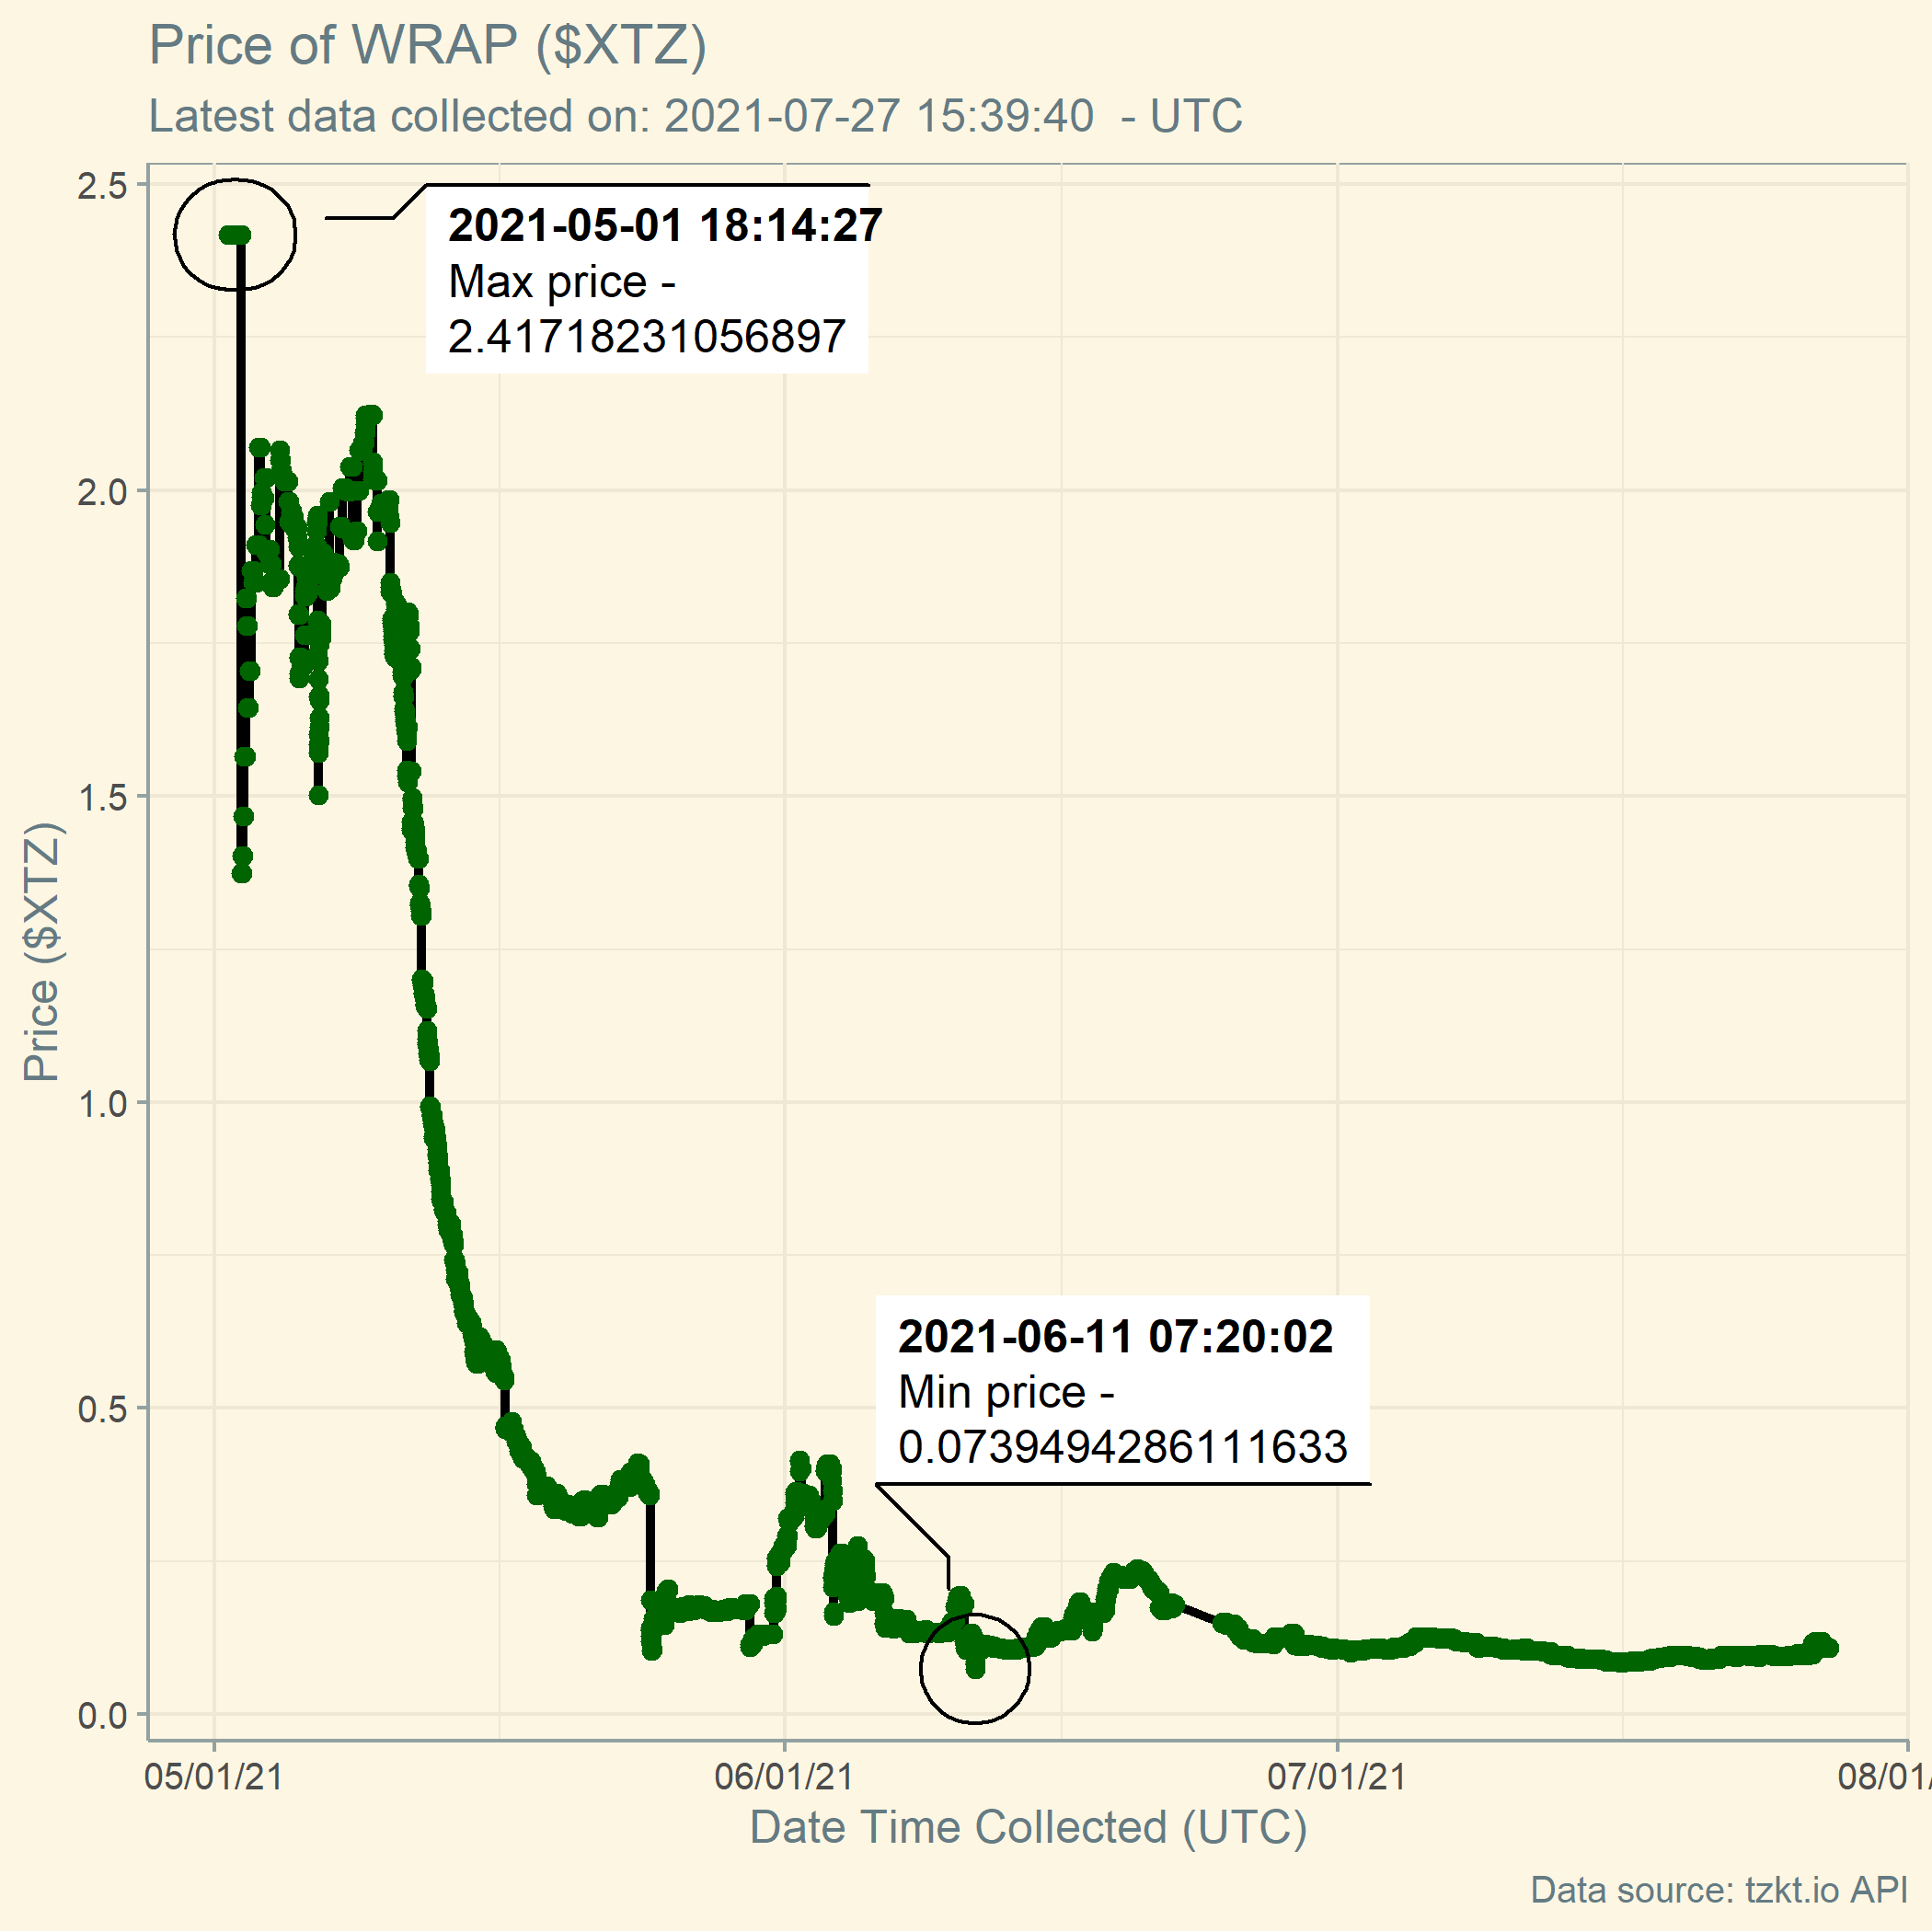 Price of WRAP ($XTZ)
Latest data collected on: 2021-07-27 15:39:40  - UTC
2021-05-01 18:14:27
Max price -
2.41718231056897
2021-06-11 07:20:02
Min price -
0.0739494286111633
Price ($XTZ)
2.5
2.0
1.5
1.0
0.5
0.0
05/01/21
06/01/21
07/01/21
08/01/
Date Time Collected (UTC)
Data source: tzkt.io API